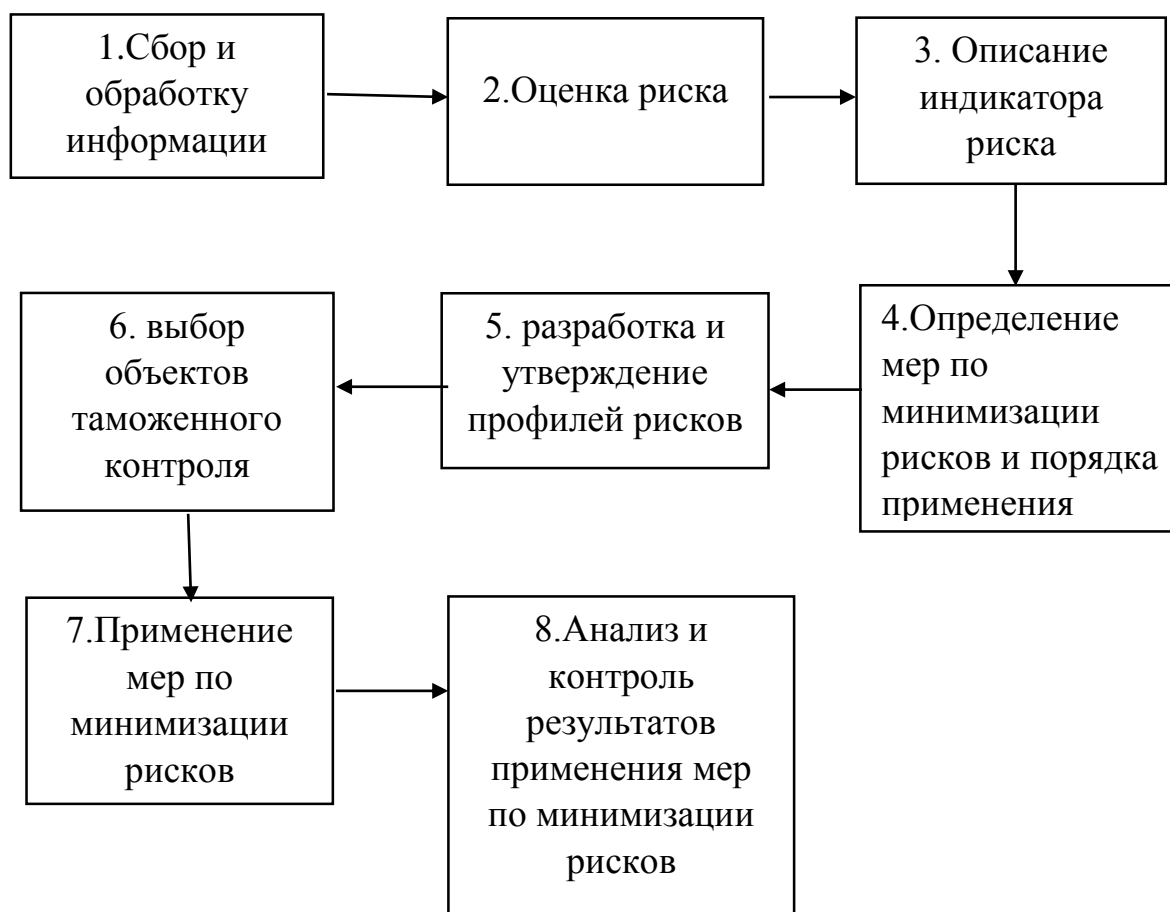 1.Сбор и
обработку
информации
2.Оценка риска
3. Описание
индикатора
риска
4.Определение
мер по
минимизации
рисков и порядка
применения
5. разработка и
утверждение
профилей рисков
6. выбор
объектов
таможенного
контроля
7.Применение
мер по
минимизации
рисков
8.Анализ и
контроль
результатов
применения мер
по минимизации
рисков